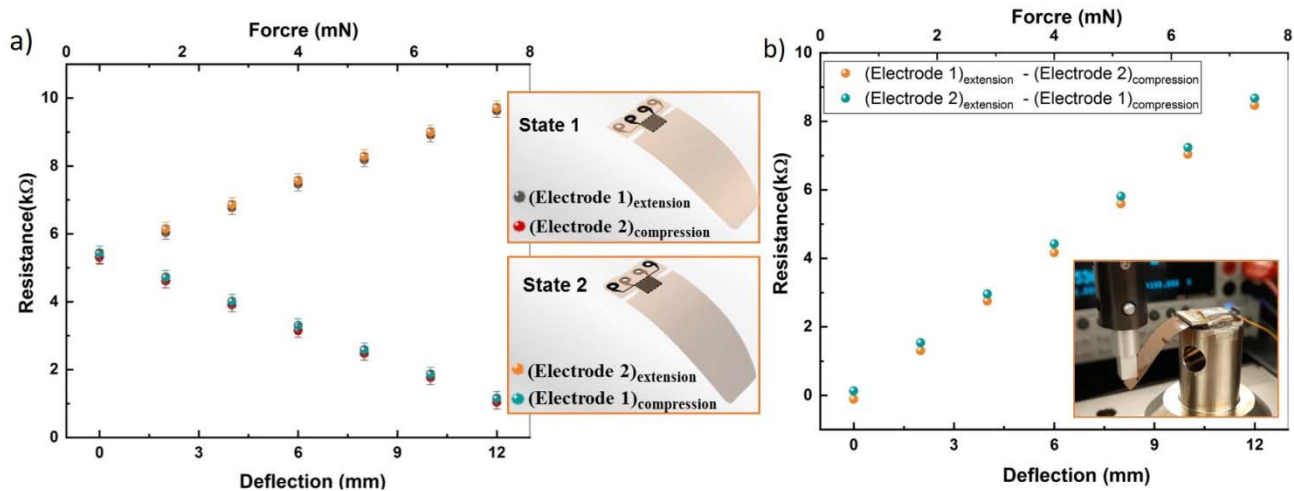 a)
Forcre (mN)
0 2 4 6 8
10
8
6
4
2
0
Resistance(kΩ)
0 3 6 9 12
Deflection (mm)
State 1
(Electrode 1)extension
(Electrode 2)compression
State 2
(Electrode 2)extension
(Electrode 1)compression
b)
Forcre (mN)
0 2 4 6 8
10
8
6
4
2
0
Resistance(kΩ)
(Electrode 1)extension - (Electrode 2)compression
(Electrode 2)extension - (Electrode 1)compression
0 3 6 9 12
Deflection (mm)